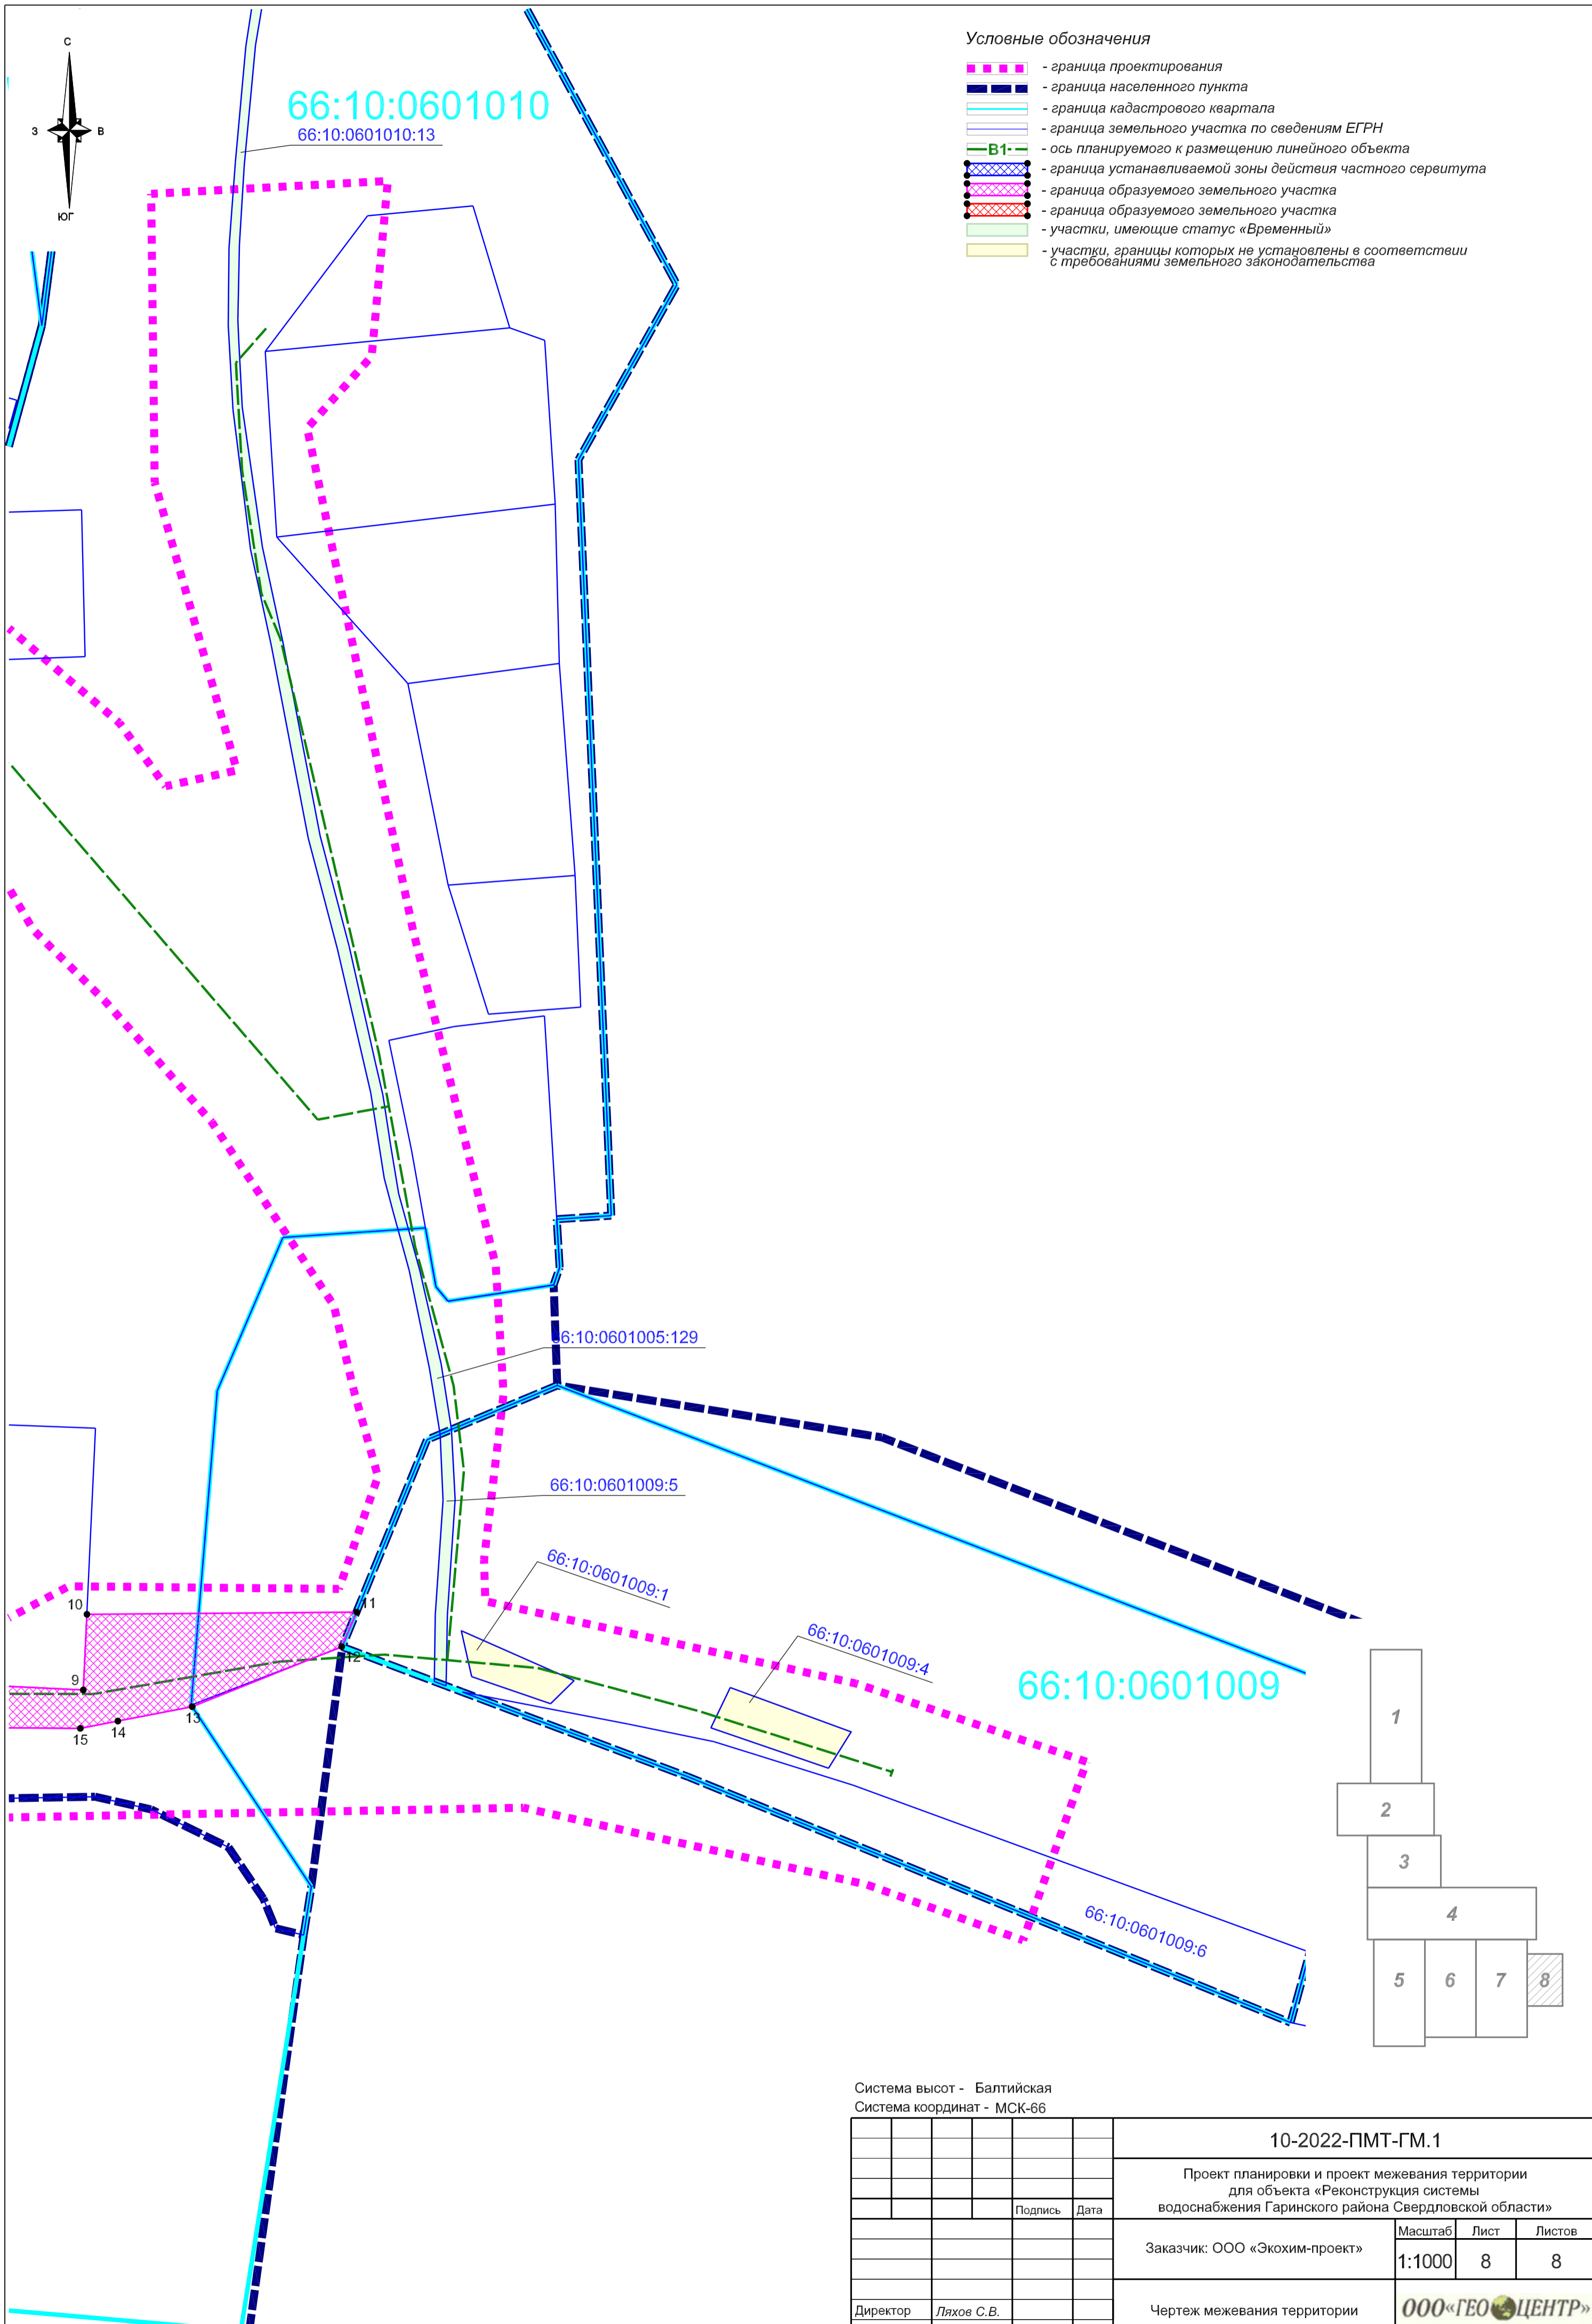 С
З
В
ЮГ
66:10:0601010
66:10:0601010:13
Условные обозначения
- граница проектирования
- граница населенного пункта
- граница кадастрового квартала
- граница земельного участка по сведениям ЕГРН
В1
- ось планируемого к размещению линейного объекта
- граница устанавливаемой зоны действия частного сервитута
- граница образуемого земельного участка
- граница образуемого земельного участка
- участки, имеющие статус «Временный»
- участки, границы которых не установлены в соответствии
с требованиями земельного законодательства
66:10:0601005:129
66:10:0601009:5
66:10:0601009:1
66:10:0601009:4
66:10:0601009
66:10:0601009:6
10
11
12
9
13
14
15
1
2
3
4
5
6
7
8
Система высот - Балтийская
Система координат - МСК-66
10-2022-ПМТ-ГМ.1
Проект планировки и проект межевания территории
для объекта «Реконструкция системы
водоснабжения Гаринского района Свердловской области»
Подпись
Дата
Заказчик: ООО «Экохим-проект»
Масштаб
Лист
Листов
1:1000
8
8
Директор
Ляхов С.В.
Чертеж межевания территории
ООО«ГЕОЦЕНТР»